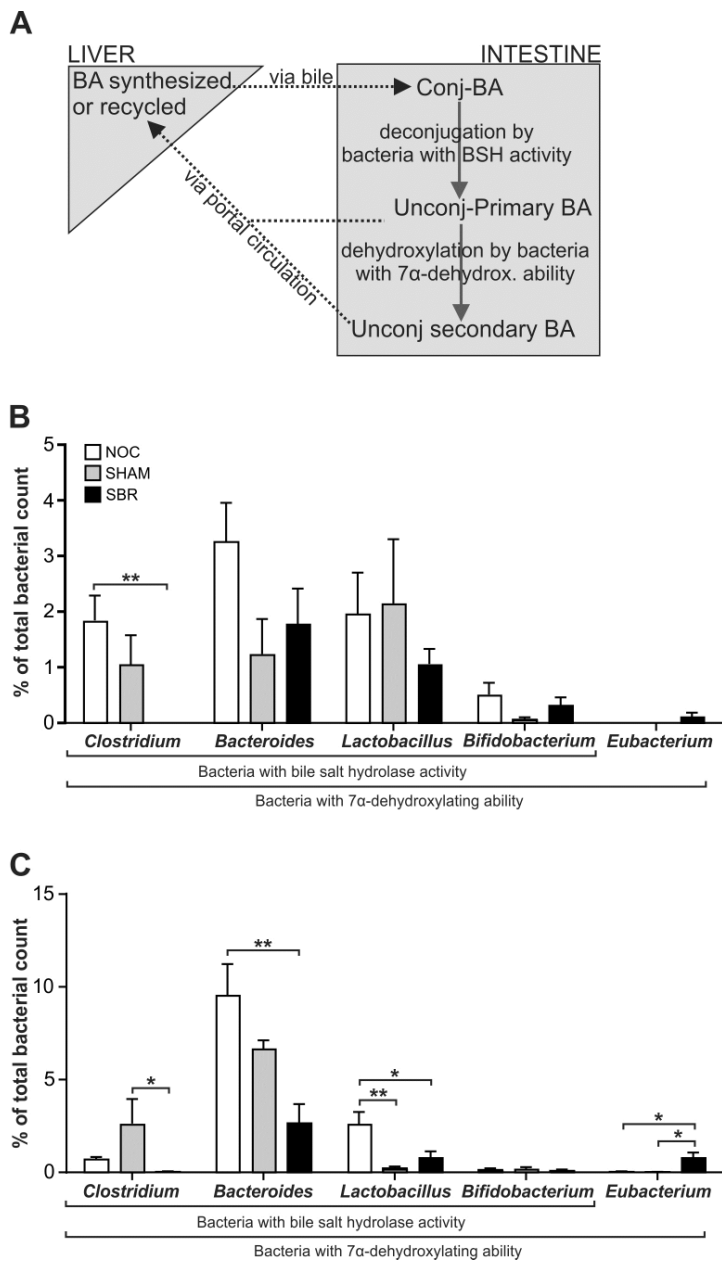 A
LIVER
INTESTINE
BA synthesized
or recycled
via bile
Conj-BA
deconjugation by
bacteria with BSH activity
Unconj-Primary BA
via portal circulation
dehydroxylation by bacteria
with 7α-dehydrox. ability
Unconj secondary BA
B
% of total bacterial count
5
4
3
2
1
0
NOC
SHAM
SBR
**
Clostridium
Bacteroides
Lactobacillus
Bifidobacterium
Eubacterium
Bacteria with bile salt hydrolase activity
Bacteria with 7α-dehydroxylating ability
C
% of total bacterial count
15
10
5
0
*
**
*
**
*
*
Clostridium
Bacteroides
Lactobacillus
Bifidobacterium
Eubacterium
Bacteria with bile salt hydrolase activity
Bacteria with 7α-dehydroxylating ability